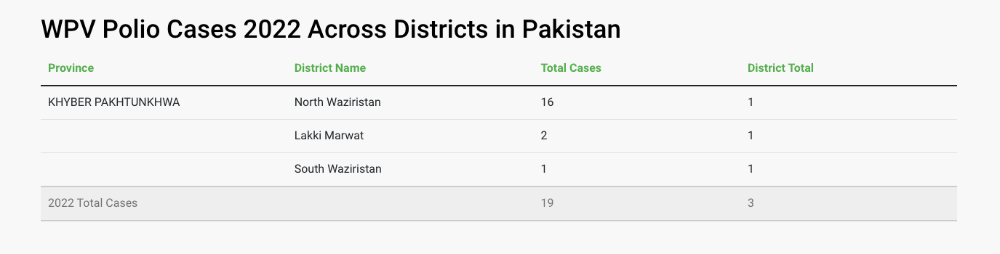 WPV Polio Cases 2022 Across Districts in Pakistan
Province District Name Total Cases District Total
KHYBER PAKHTUNKHWA North Waziristan 16 1
Lakki Marwat 2 1
South Waziristan 1 1
2022 Total Cases 19 3